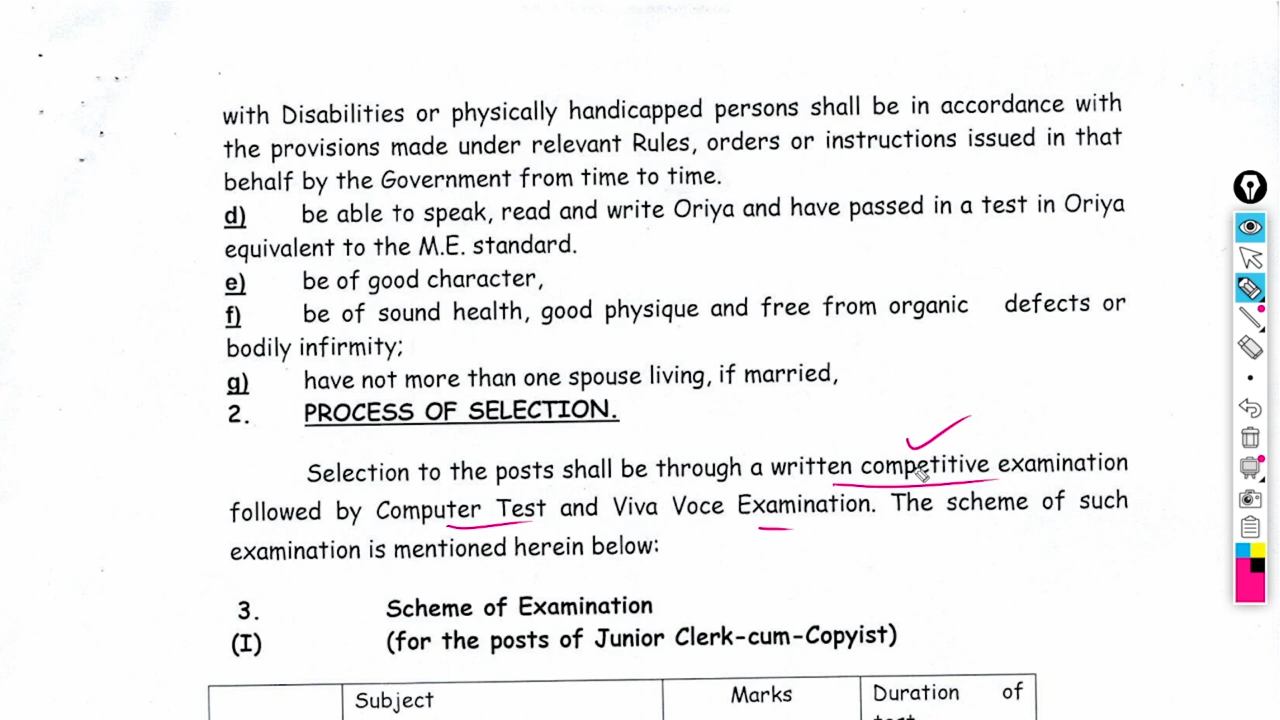 with Disabilities or physically handicapped persons shall be in accordance with
the provisions made under relevant Rules, orders or instructions issued in that
behalf by the Government from time to time.
d) be able to speak, read and write Oriya and have passed in a test in Oriya
equivalent to the M.E. standard.
e) be of good character,
f) be of sound health, good physique and free from organic defects or
bodily infirmity;
g) have not more than one spouse living, if married,
2. PROCESS OF SELECTION.
Selection to the posts shall be through a written competitive examination
followed by Computer Test and Viva Voce Examination. The scheme of such
examination is mentioned herein below:
3. Scheme of Examination
(I) (for the posts of Junior Clerk-cum-Copyist)
Subject Marks Duration of